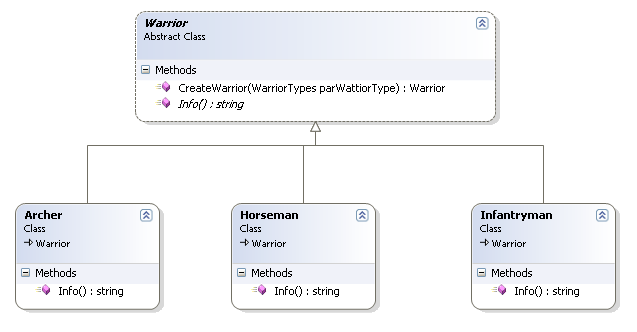 Warrior
Abstract Class
Methods
CreateWarrior(WarriorTypes parWattiorType) : Warrior
Info() : string
Archer
Class
Warrior
Methods
Info() : string
Horseman
Class
Warrior
Methods
Info() : string
Infantryman
Class
Warrior
Methods
Info() : string